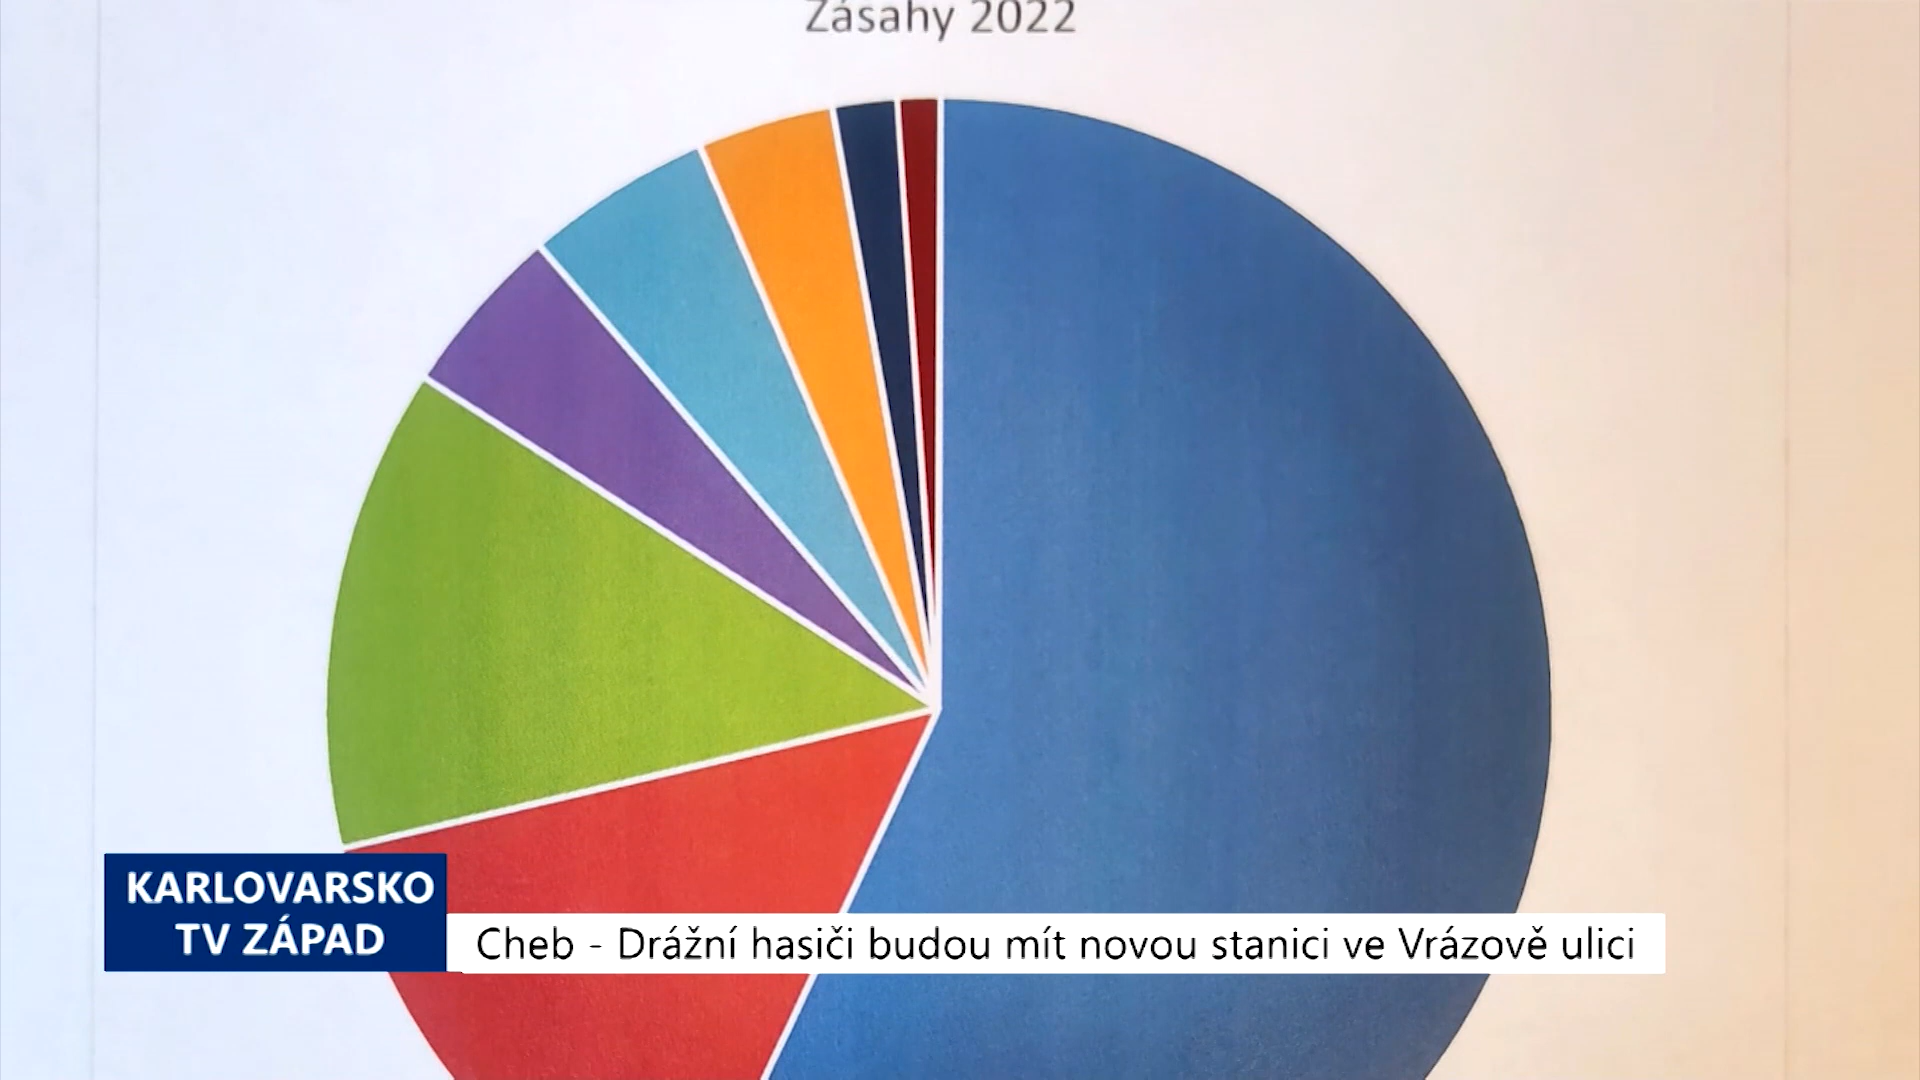 Zásahy 2022
KARLOVARSKO
TV ZÁPAD
Cheb - Drážní hasiči budou mít novou stanici ve Vrázově ulici